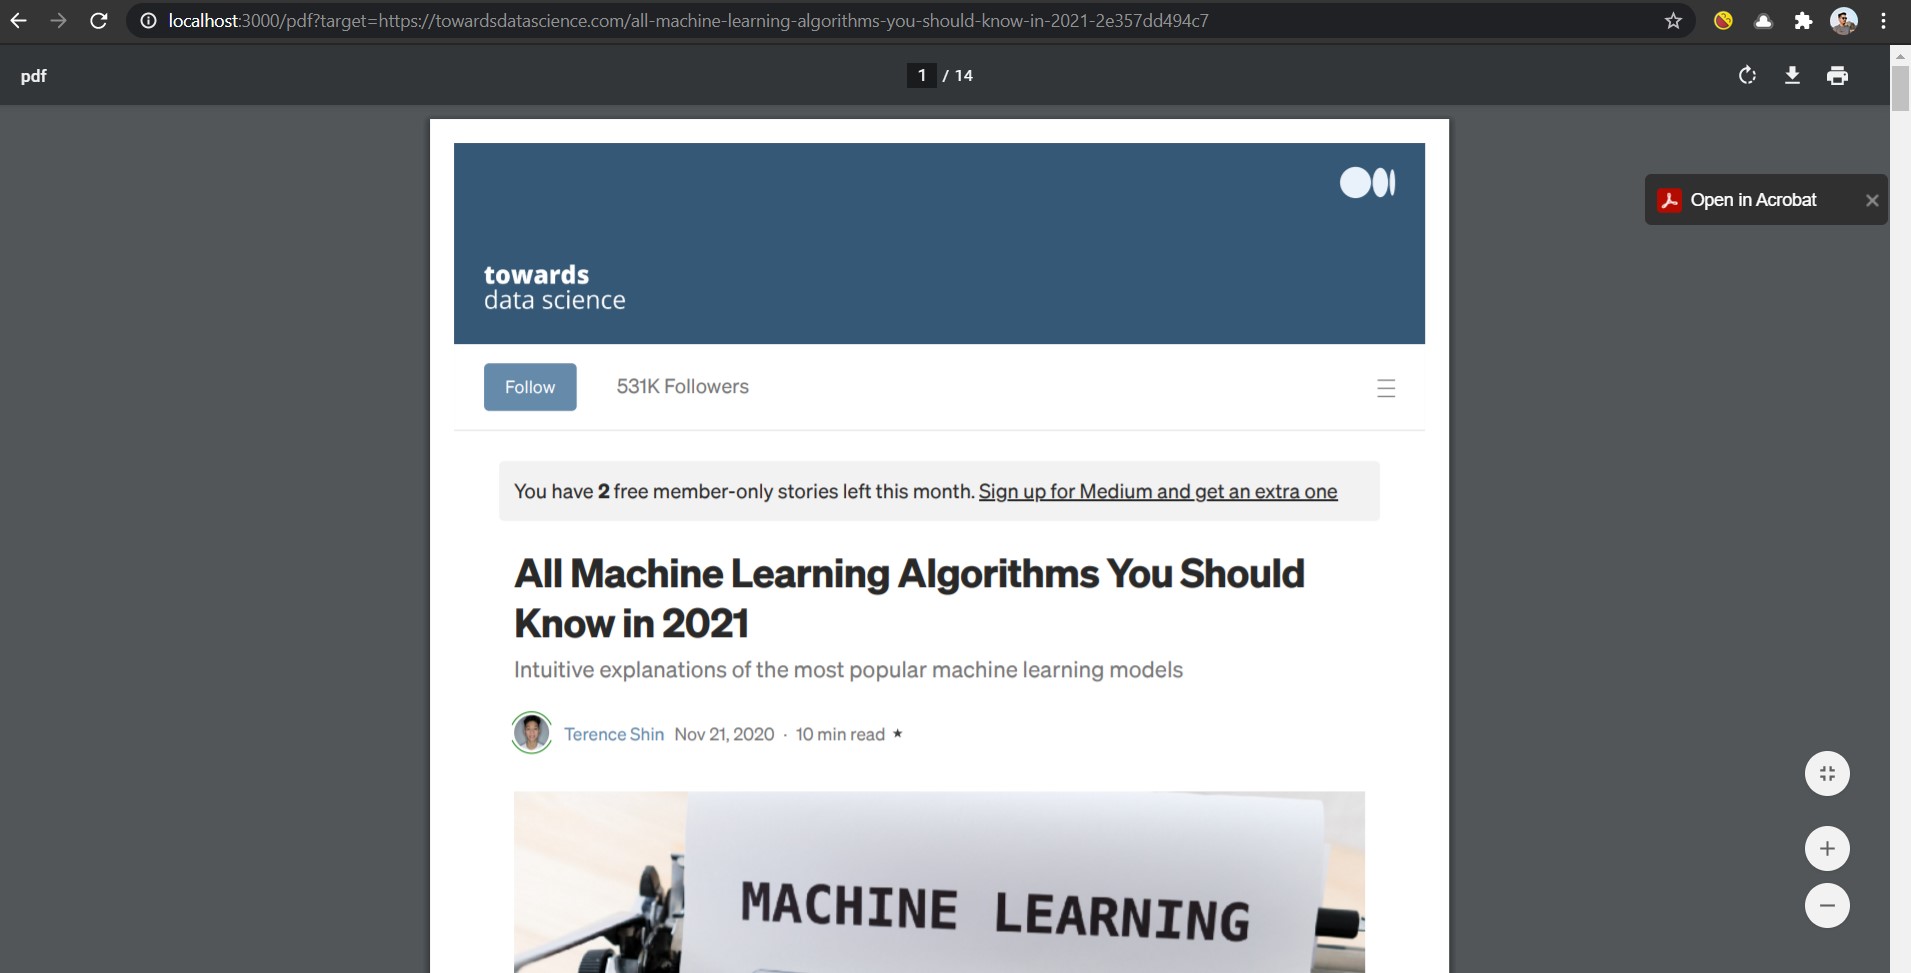 localhost:3000/pdf?target=https://towardsdatascience.com/all-machine-learning-algorithms-you-should-know-in-2021-2e357dd494c7
pdf
1 / 14
Open in Acrobat
towards
data science
Follow
531K Followers
You have 2 free member-only stories left this month. Sign up for Medium and get an extra one
All Machine Learning Algorithms You Should
Know in 2021
Intuitive explanations of the most popular machine learning models
Terence Shin Nov 21, 2020 · 10 min read ★
MACHINE LEARNING